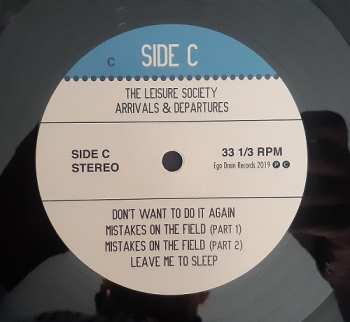 C SIDE C
THE LEISURE SOCIETY
ARRIVALS & DEPARTURES
SIDE C 33 1/3 RPM
STEREO Ego Drain Records 2019 Ⓟ Ⓒ
DON'T WANT TO DO IT AGAIN
MISTAKES ON THE FIELD (PART 1)
MISTAKES ON THE FIELD (PART 2)
LEAVE ME TO SLEEP